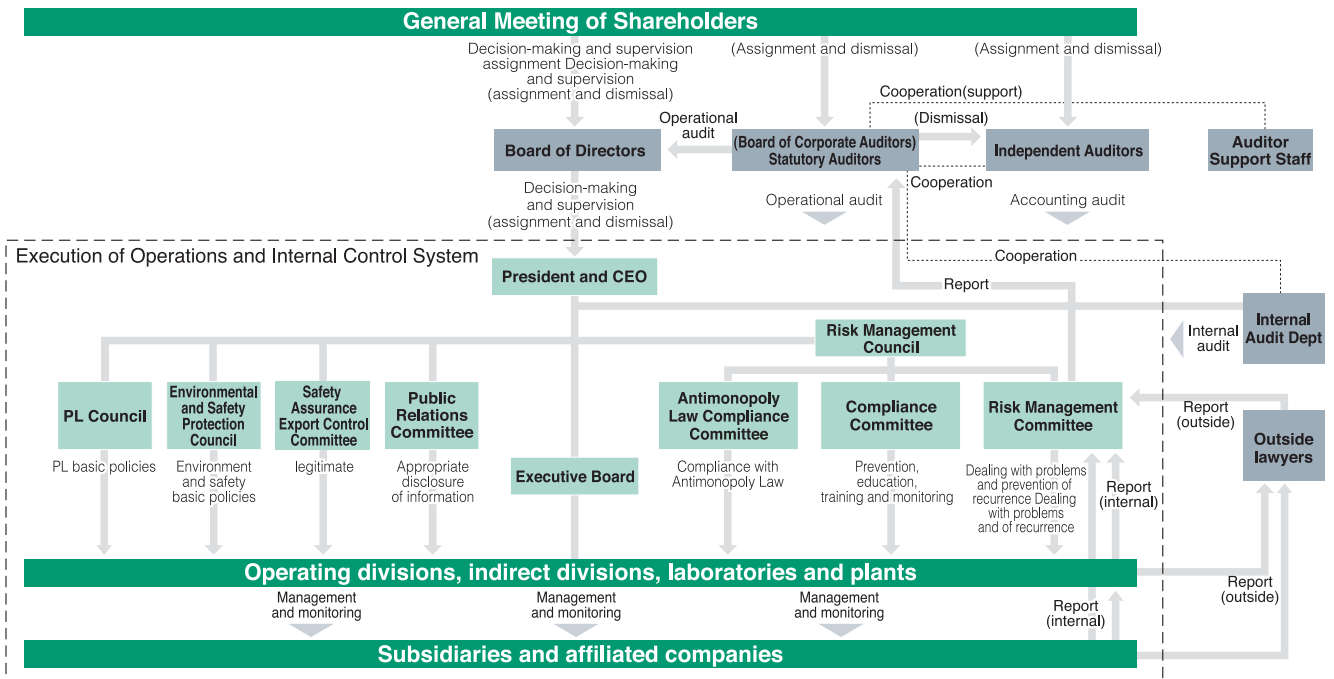 General Meeting of Shareholders
Decision-making and supervision
assignment Decision-making
and supervision
(assignment and dismissal)
(Assignment and dismissal)
(Assignment and dismissal)
Cooperation(support)
Operational
audit
(Dismissal)
Board of Directors
(Board of Corporate Auditors)
Statutory Auditors
Independent Auditors
Auditor
Support Staff
Decision-making
and supervision
(assignment and dismissal)
Cooperation
Operational audit
Accounting audit
Execution of Operations and Internal Control System
Cooperation
President and CEO
Report
Internal
Audit Dept
Internal
audit
Risk Management
Council
PL Council
Environmental
and Safety
Protection
Council
Safety
Assurance
Export Control
Committee
Public
Relations
Committee
Antimonopoly
Law Compliance
Committee
Compliance
Committee
Risk Management
Committee
Report
(outside)
Outside
lawyers
PL basic policies
Environment
and safety
basic policies
legitimate
Appropriate
disclosure
of information
Executive Board
Compliance with
Antimonopoly Law
Prevention,
education,
training and monitoring
Dealing with problems
and prevention of
recurrence Dealing
with problems
and of recurrence
Report
(internal)
Operating divisions, indirect divisions, laboratories and plants
Management
and monitoring
Management
and monitoring
Management
and monitoring
Report
(internal)
Report
(outside)
Subsidiaries and affiliated companies